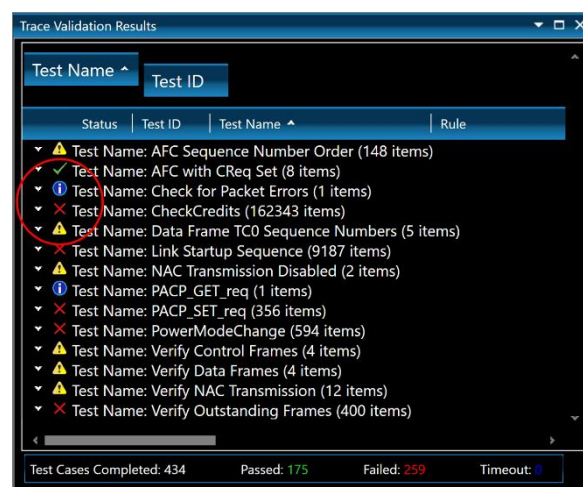 Trace Validation Results
Test Name
Test ID
Status Test ID Test Name Rule
Test Name: AFC Sequence Number Order (148 items)
Test Name: AFC with CReq Set (8 items)
Test Name: Check for Packet Errors (1 items)
Test Name: CheckCredits (162343 items)
Test Name: Data Frame TC0 Sequence Numbers (5 items)
Test Name: Link Startup Sequence (9187 items)
Test Name: NAC Transmission Disabled (2 items)
Test Name: PACP_GET_req (1 items)
Test Name: PACP_SET_req (356 items)
Test Name: PowerModeChange (594 items)
Test Name: Verify Control Frames (4 items)
Test Name: Verify Data Frames (4 items)
Test Name: Verify NAC Transmission (12 items)
Test Name: Verify Outstanding Frames (400 items)
Test Cases Completed: 434 Passed: 175 Failed: 259 Timeout: 0